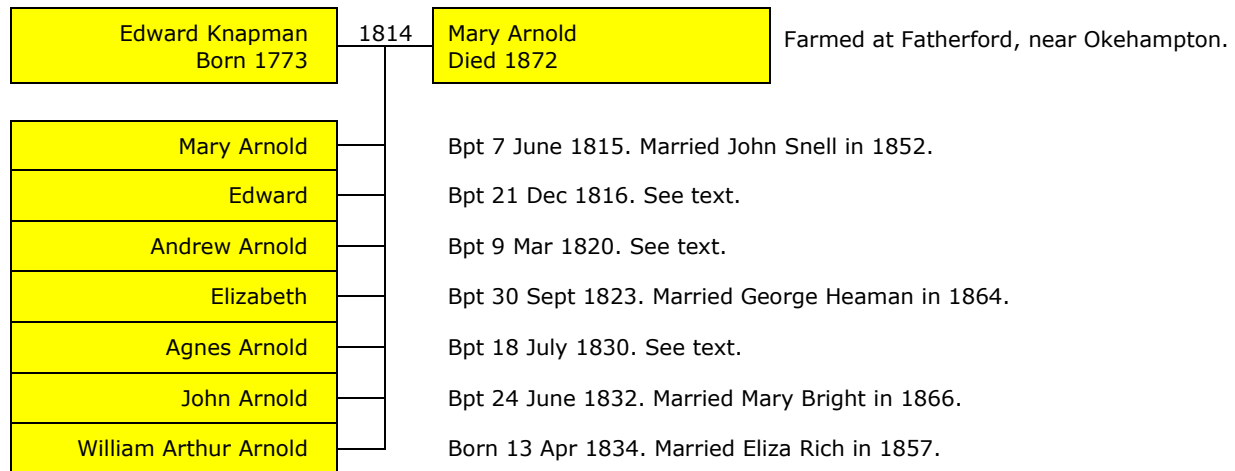 Edward Knapman
Born 1773
1814
Mary Arnold
Died 1872
Farmed at Fatherford, near Okehampton.
Mary Arnold
Bpt 7 June 1815. Married John Snell in 1852.
Edward
Bpt 21 Dec 1816. See text.
Andrew Arnold
Bpt 9 Mar 1820. See text.
Elizabeth
Bpt 30 Sept 1823. Married George Heaman in 1864.
Agnes Arnold
Bpt 18 July 1830. See text.
John Arnold
Bpt 24 June 1832. Married Mary Bright in 1866.
William Arthur Arnold
Born 13 Apr 1834. Married Eliza Rich in 1857.